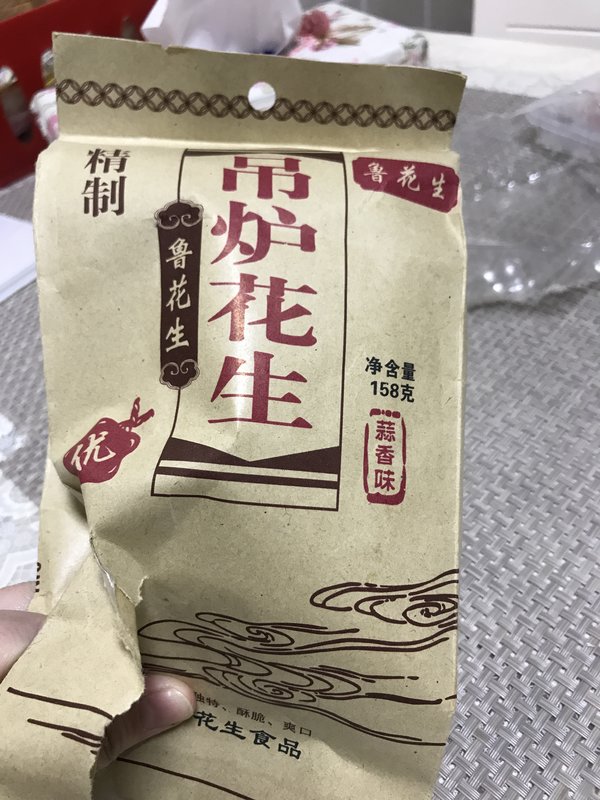 精制
吊炉花生
鲁花生
鲁花生
净含量
158克
蒜香味
优
独特、酥脆、爽口
花生食品